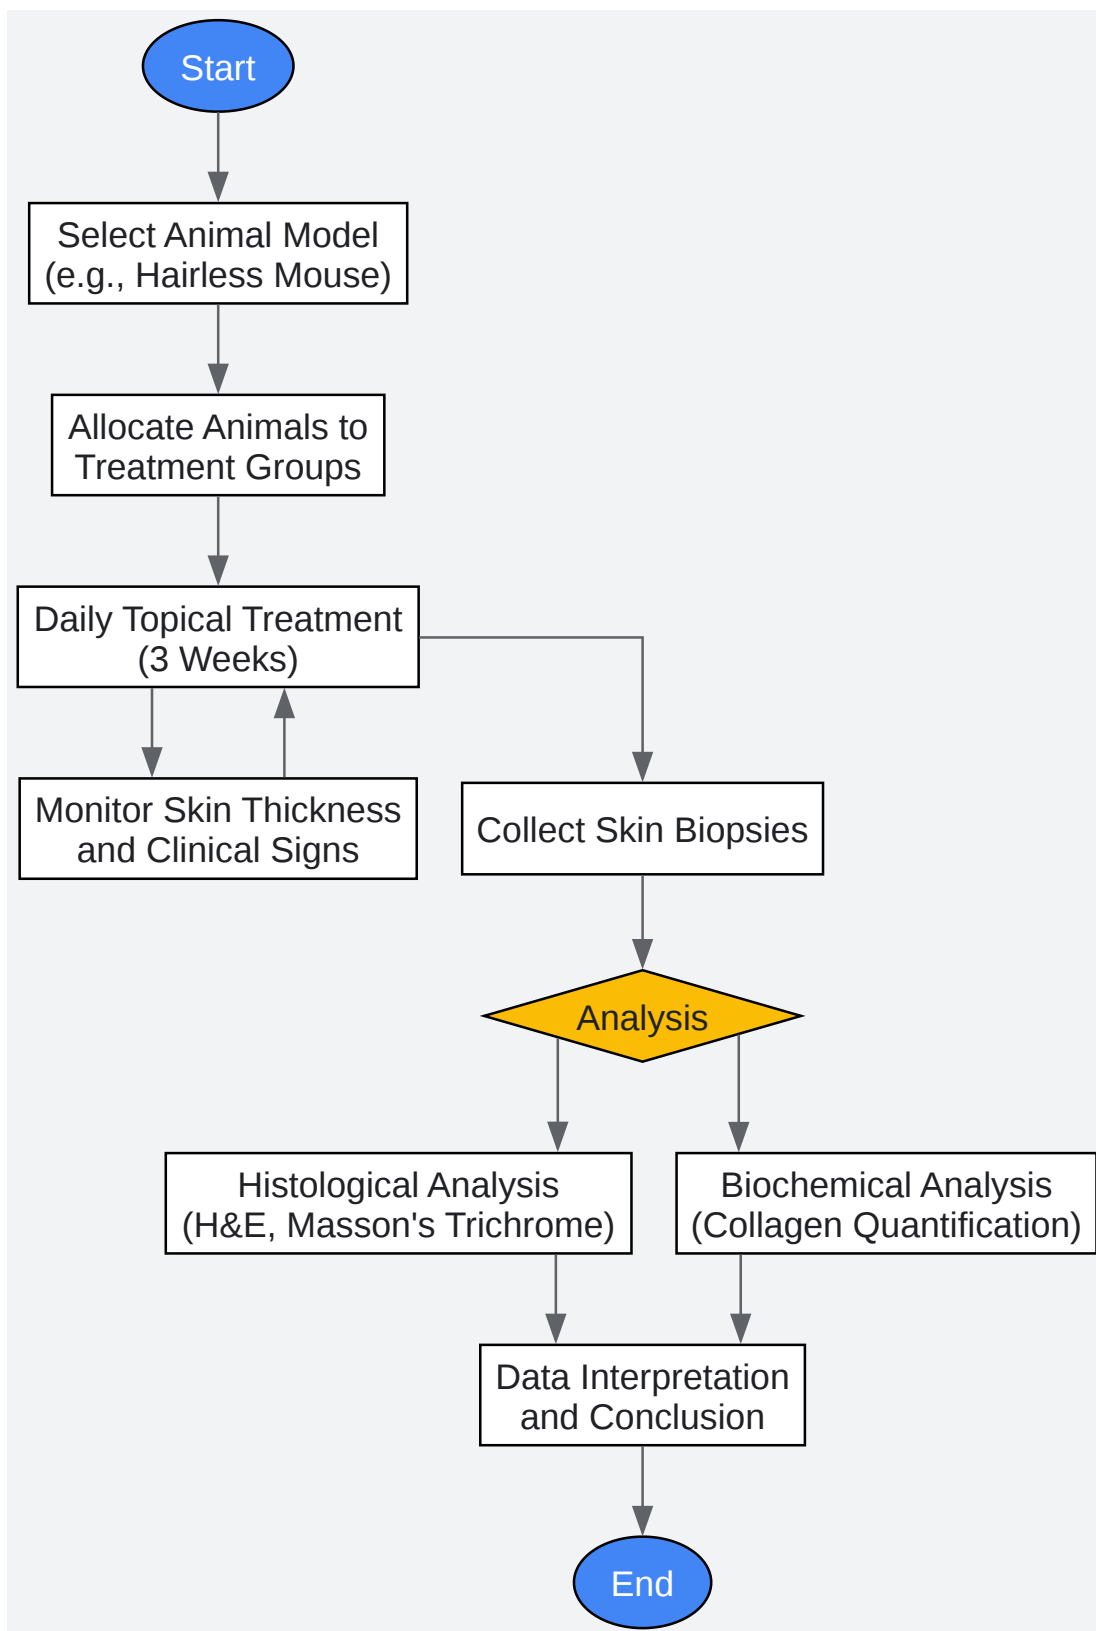 Start
Select Animal Model
(e.g., Hairless Mouse)
Allocate Animals to
Treatment Groups
Daily Topical Treatment
(3 Weeks)
Monitor Skin Thickness
and Clinical Signs
Collect Skin Biopsies
Analysis
Histological Analysis
(H&E, Masson's Trichrome)
Biochemical Analysis
(Collagen Quantification)
Data Interpretation
and Conclusion
End